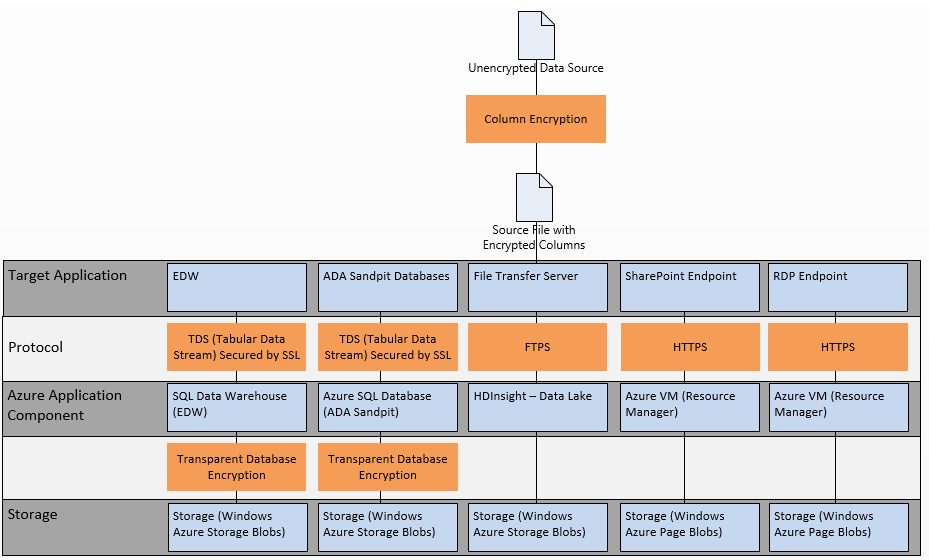 Unencrypted Data Source
Column Encryption
Source File with
Encrypted Columns
Target Application
EDW
ADA Sandpit Databases
File Transfer Server
SharePoint Endpoint
RDP Endpoint
Protocol
TDS (Tabular Data
Stream) Secured by SSL
TDS (Tabular Data
Stream) Secured by SSL
FTPS
HTTPS
HTTPS
Azure Application
Component
SQL Data Warehouse
(EDW)
Azure SQL Database
(ADA Sandpit)
HDInsight – Data Lake
Azure VM (Resource
Manager)
Azure VM (Resource
Manager)
Transparent Database
Encryption
Transparent Database
Encryption
Storage
Storage (Windows
Azure Storage Blobs)
Storage (Windows
Azure Storage Blobs)
Storage (Windows
Azure Storage Blobs)
Storage (Windows
Azure Page Blobs)
Storage (Windows
Azure Page Blobs)